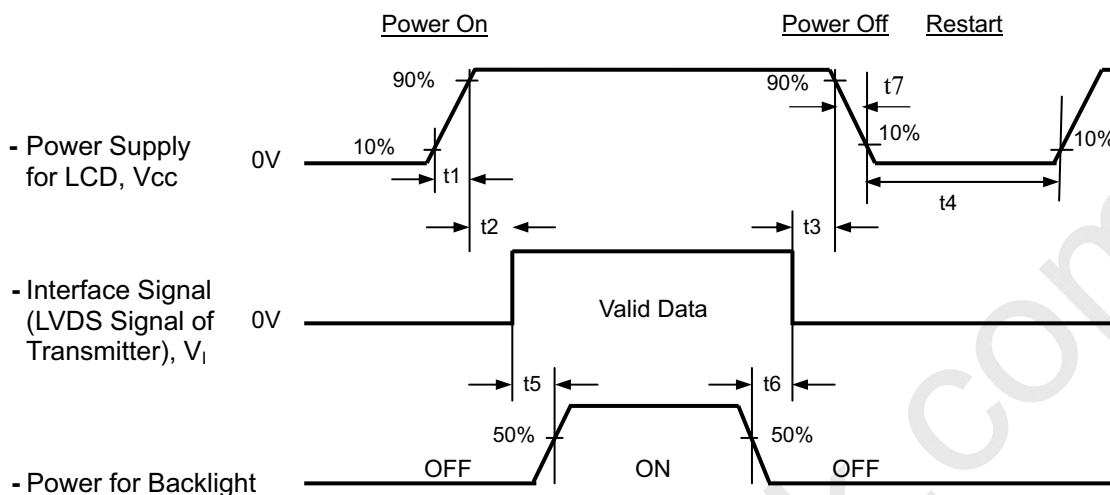 Power On
Power Off
Restart
90%
90%
t7
- Power Supply
for LCD, Vcc
0V
10%
10%
10%
t1
t4
t2
t3
- Interface Signal
(LVDS Signal of
Transmitter), VI
0V
Valid Data
t5
t6
50%
50%
- Power for Backlight
OFF
ON
OFF